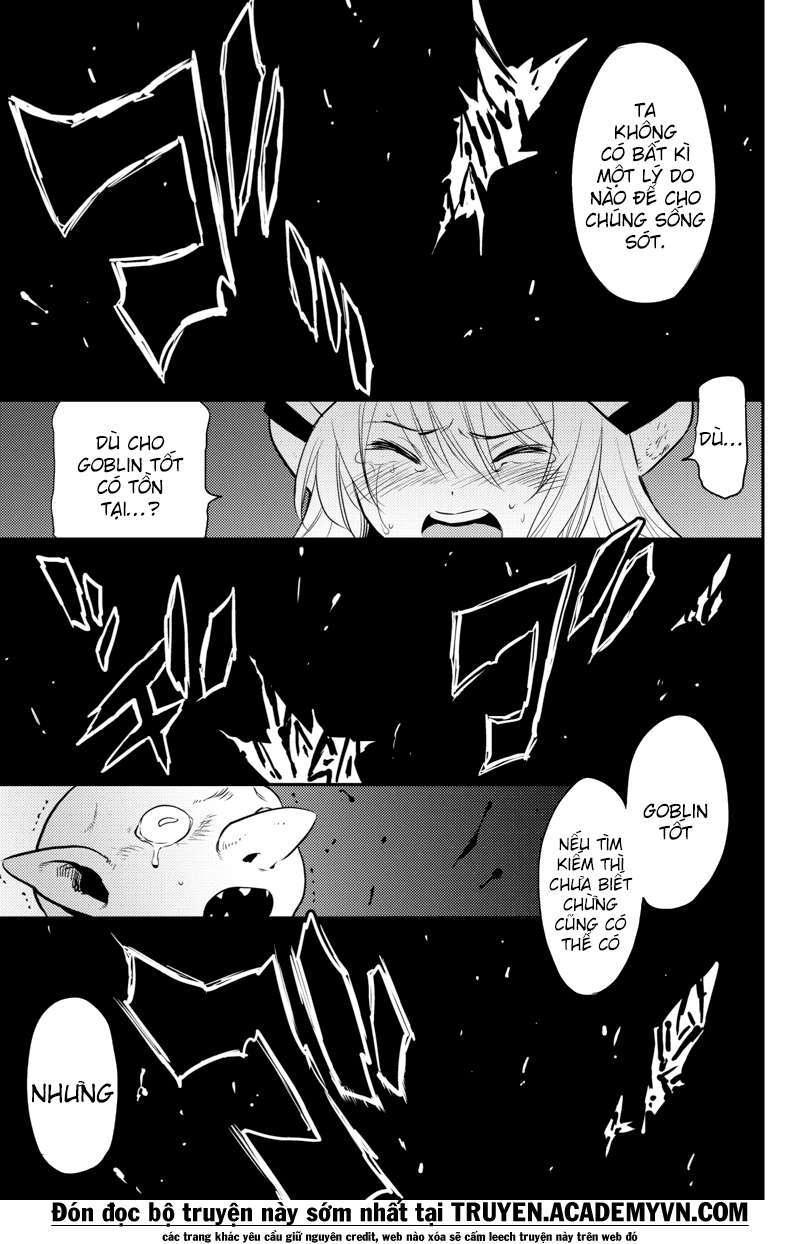 TA
KHÔNG
CÓ BẤT KÌ
MỘT LÝ DO
NÀO ĐỂ CHO
CHÚNG SỐNG
SÓT.
DÙ...
DÙ CHO
GOBLIN TỐT
CÓ TỒN
TẠI...?
GOBLIN
TỐT
NẾU TÌM
KIẾM THÌ
CHƯA BIẾT
CHỪNG
CŨNG CÓ
THỂ CÓ
NHƯNG
Đón đọc bộ truyện này sớm nhất tại TRUYEN.ACADEMYVN.COM
các trang khác yêu cầu giữ nguyên credit, web nào xóa sẽ cấm leech truyện này trên web đó